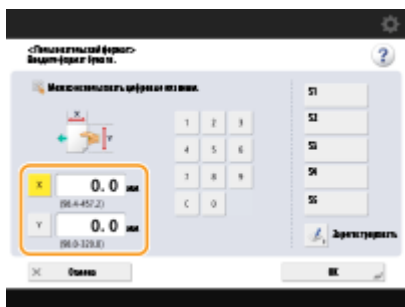 <Пользовательский формат>
Введите формат бумаги.
?
Можно использовать цифровые клавиши.
X
Y
1 2 3
4 5 6
7 8 9
C 0
X 0.0 мм
(98.4-457.2)
Y 0.0 мм
(98.0-320.0)
S1
S2
S3
S4
S5
Зарегистрировать
Отмена
OK